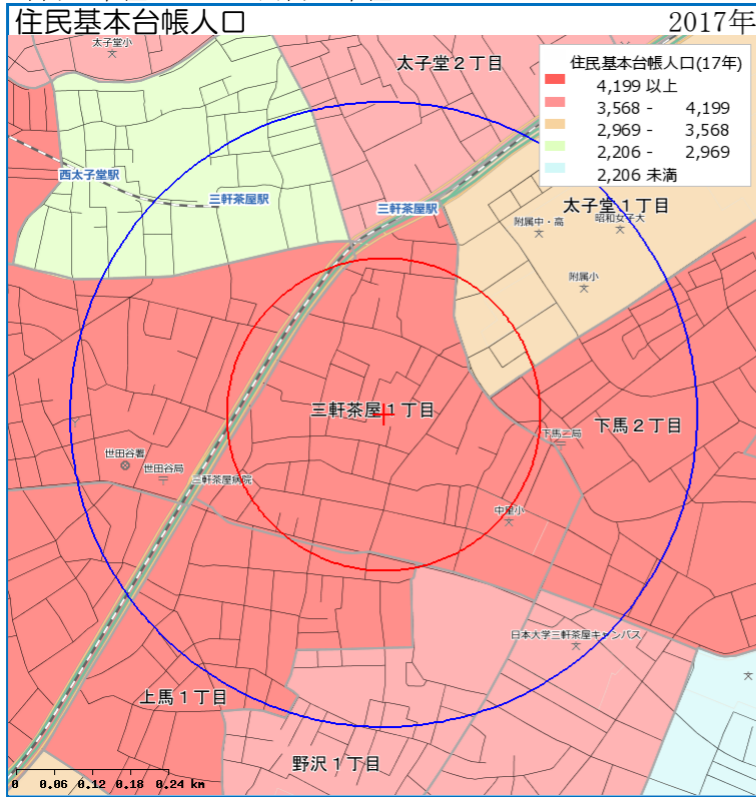 住民基本台帳人口
2017年
住民基本台帳人口(17年)
4,199 以上
3,568 - 4,199
2,969 - 3,568
2,206 - 2,969
2,206 未満
太子堂小
太子堂2丁目
西太子堂駅
三軒茶屋駅
三軒茶屋駅
太子堂1丁目
附属中・高
昭和女子大
附属小
三軒茶屋1丁目
下馬2丁目
下馬二局
世田谷署
世田谷局
三軒茶屋病院
中里小
日本大学三軒茶屋キャンパス
上馬1丁目
野沢1丁目
0 0.06 0.12 0.18 0.24 km